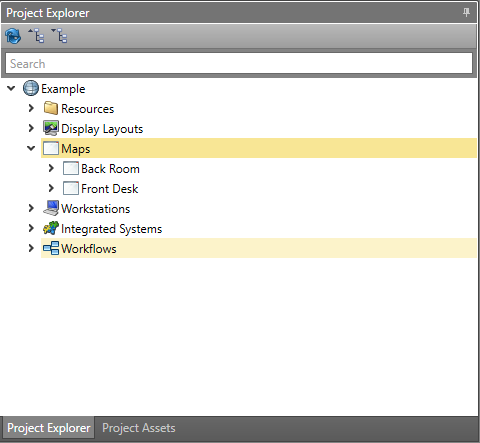 Project Explorer
Search
Example
Resources
Display Layouts
Maps
Back Room
Front Desk
Workstations
Integrated Systems
Workflows
Project Explorer Project Assets